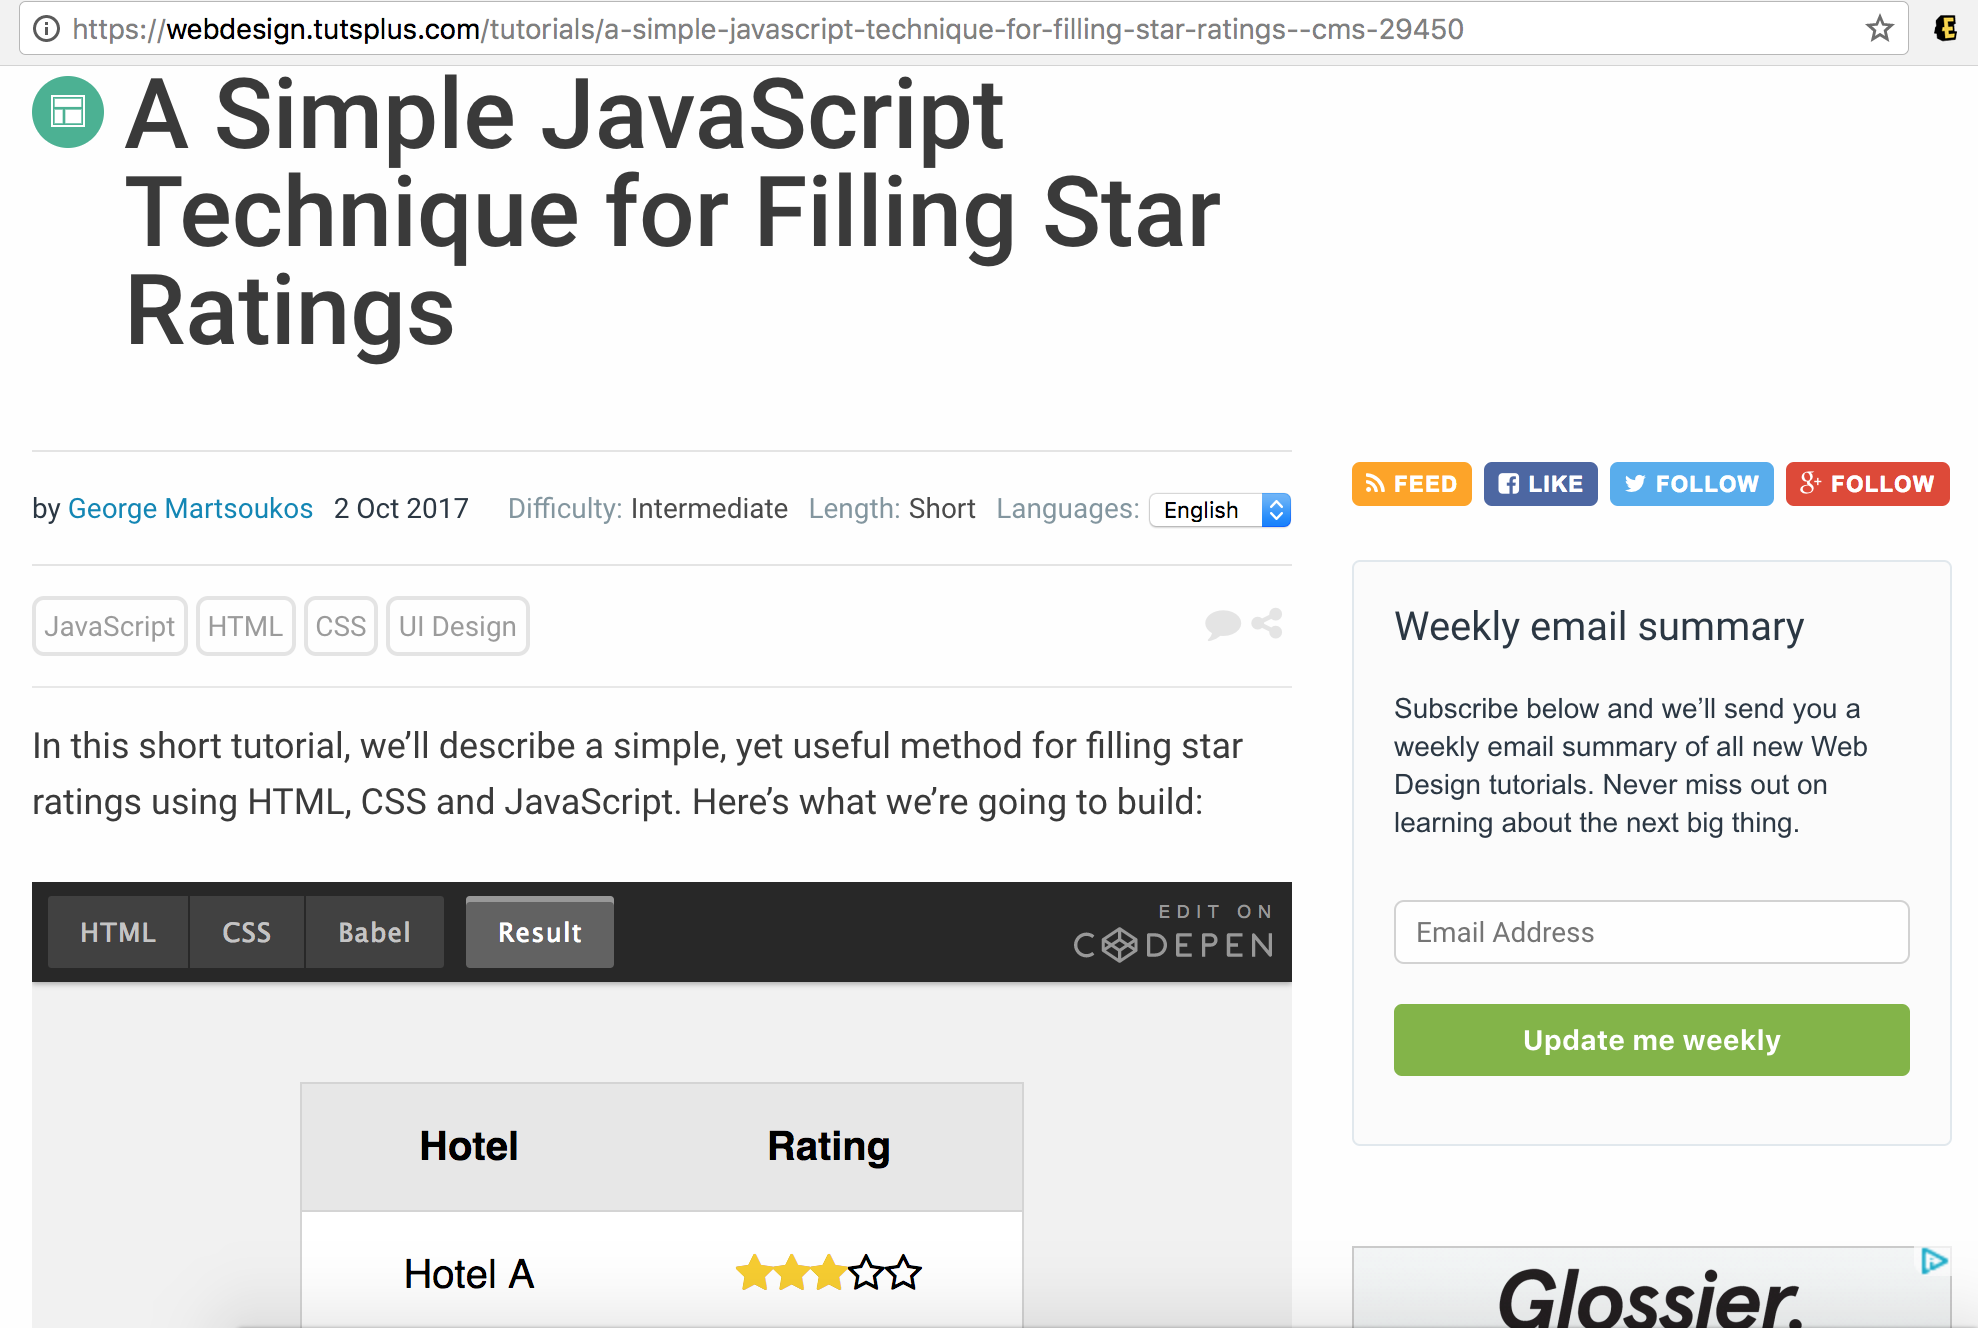 https://webdesign.tutsplus.com/tutorials/a-simple-javascript-technique-for-filling-star-ratings--cms-29450
A Simple JavaScript
Technique for Filling Star
Ratings
by George Martsoukos 2 Oct 2017 Difficulty: Intermediate Length: Short Languages: English
JavaScript HTML CSS UI Design
In this short tutorial, we’ll describe a simple, yet useful method for filling star
ratings using HTML, CSS and JavaScript. Here’s what we’re going to build:
HTML CSS Babel Result
EDIT ON
CODEPEN
Hotel Rating
Hotel A
FEED LIKE FOLLOW g+ FOLLOW
Weekly email summary
Subscribe below and we’ll send you a
weekly email summary of all new Web
Design tutorials. Never miss out on
learning about the next big thing.
Email Address
Update me weekly
Glossier.